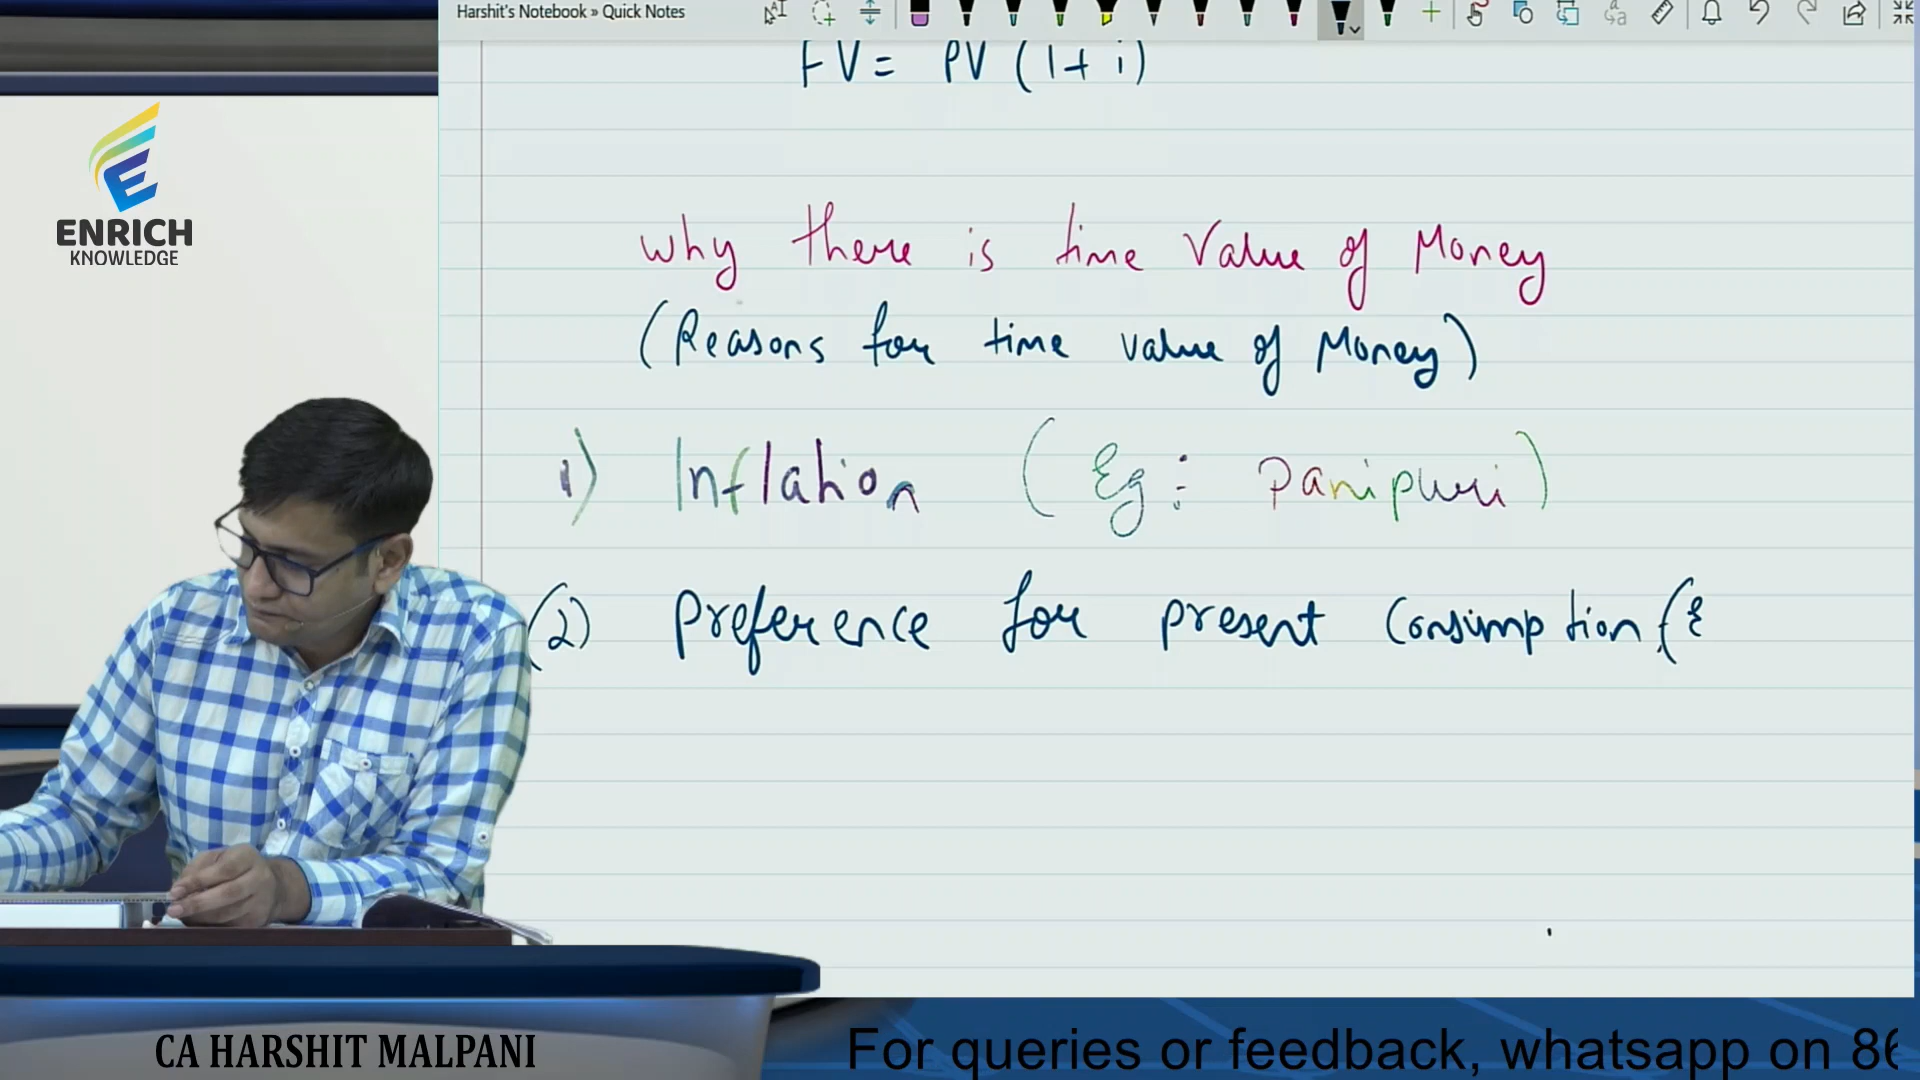 Harshit's Notebook » Quick Notes
FV = PV (1 + i)
Why there is time Value of Money
(Reasons for time value of Money)
1) Inflation (Eg: Panipuri)
(2) Preference for present Consumption (E
ENRICH
KNOWLEDGE
CA HARSHIT MALPANI
For queries or feedback, whatsapp on 86